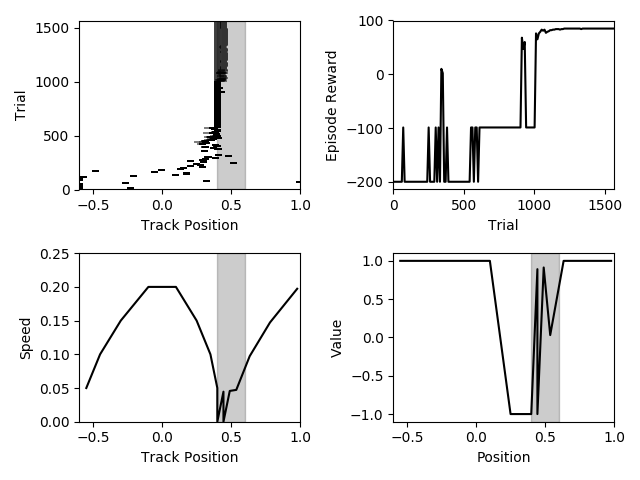 1500
1000
500
0
Trial
−0.5 0.0 0.5 1.0
Track Position
100
0
−100
−200
Episode Reward
0 500 1000 1500
Trial
0.25
0.20
0.15
0.10
0.05
0.00
Speed
−0.5 0.0 0.5 1.0
Track Position
1.0
0.5
0.0
−0.5
−1.0
Value
−0.5 0.0 0.5 1.0
Position